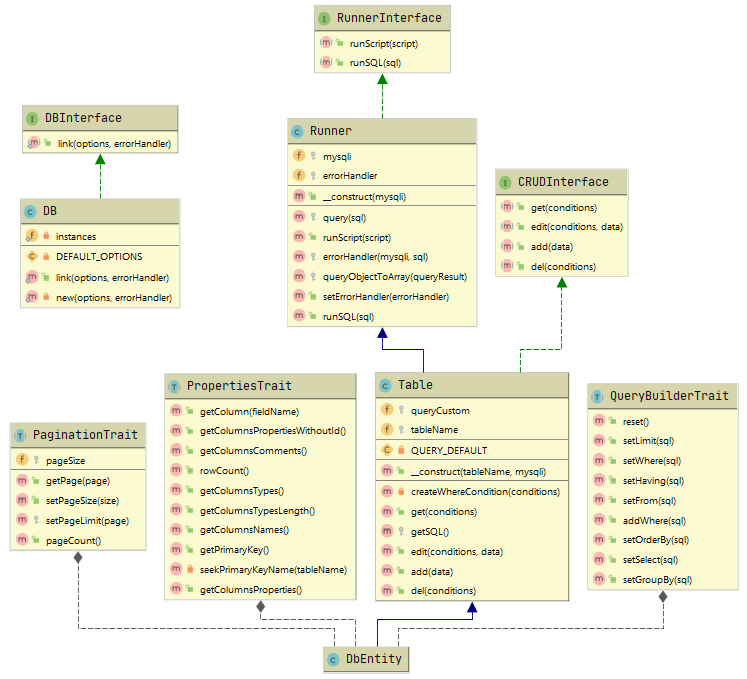 RunnerInterface
runScript(script)
runSQL(sql)
DBInterface
link(options, errorHandler)
Runner
mysqli
errorHandler
__construct(mysqli)
query(sql)
runScript(script)
errorHandler(mysqli, sql)
queryObjectToArray(queryResult)
setErrorHandler(errorHandler)
runSQL(sql)
CRUDInterface
get(conditions)
edit(conditions, data)
add(data)
del(conditions)
DB
instances
DEFAULT_OPTIONS
link(options, errorHandler)
new(options, errorHandler)
PaginationTrait
pageSize
getPage(page)
setPageSize(size)
setPageLimit(page)
pageCount()
PropertiesTrait
getColumn(fieldName)
getColumnsPropertiesWithoutId()
getColumnsComments()
rowCount()
getColumnsTypes()
getColumnsTypesLength()
getColumnsNames()
getPrimaryKey()
seekPrimaryKeyName(tableName)
getColumnsProperties()
Table
queryCustom
tableName
QUERY_DEFAULT
__construct(tableName, mysqli)
createWhereCondition(conditions)
get(conditions)
getSQL()
edit(conditions, data)
add(data)
del(conditions)
QueryBuilderTrait
reset()
setLimit(sql)
setWhere(sql)
setHaving(sql)
setFrom(sql)
addWhere(sql)
setOrderBy(sql)
setSelect(sql)
setGroupBy(sql)
DbEntity